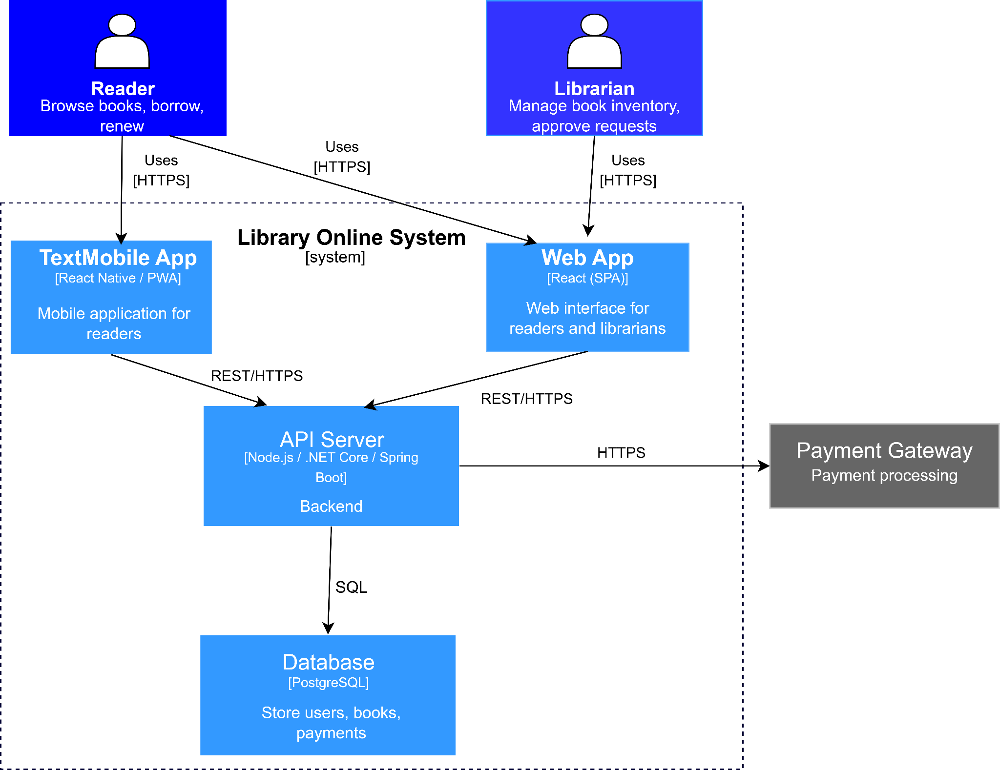 Reader
Browse books, borrow,
renew
Librarian
Manage book inventory,
approve requests
Uses
[HTTPS]
Uses
[HTTPS]
Uses
[HTTPS]
Library Online System
[system]
TextMobile App
[React Native / PWA]
Mobile application for
readers
Web App
[React (SPA)]
Web interface for
readers and librarians
REST/HTTPS
REST/HTTPS
API Server
[Node.js / .NET Core / Spring
Boot]
Backend
HTTPS
Payment Gateway
Payment processing
SQL
Database
[PostgreSQL]
Store users, books,
payments